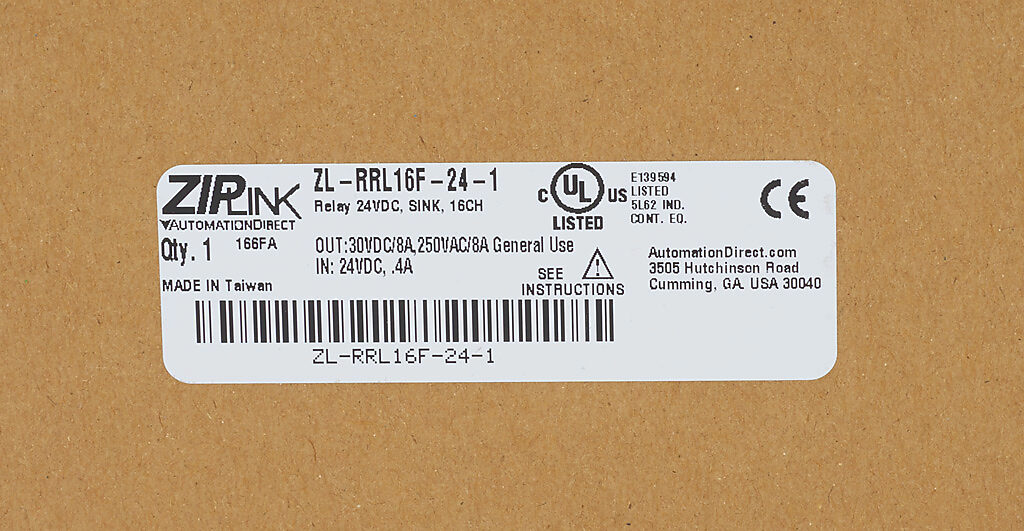 ZIPLINK
AUTOMATIONDIRECT
ZL-RRL16F-24-1
Relay 24VDC, SINK, 16CH
C UL US
LISTED
E139594
LISTED
5L62 IND.
CONT. EQ.
CE
Qty. 1 166FA
OUT:30VDC/8A,250VAC/8A General Use
IN: 24VDC, .4A
MADE IN Taiwan
SEE
INSTRUCTIONS
AutomationDirect.com
3505 Hutchinson Road
Cumming, GA. USA 30040
ZL-RRL16F-24-1